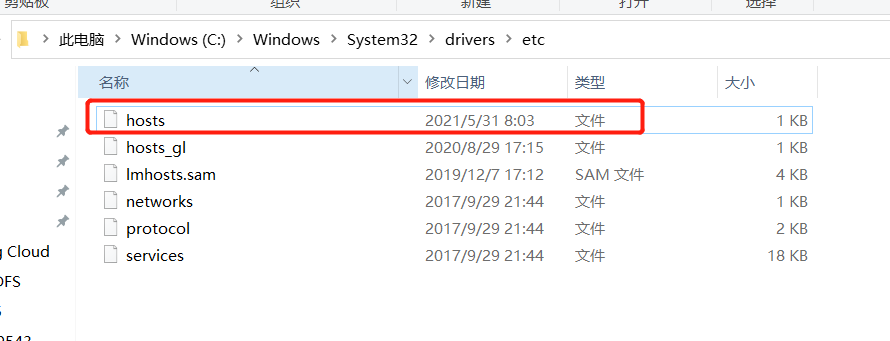 剪贴板 组织 新建 打开 选择
此电脑 Windows (C:) Windows System32 drivers etc
名称 修改日期 类型 大小
hosts 2021/5/31 8:03 文件 1 KB
hosts_gl 2020/8/29 17:15 文件 1 KB
lmhosts.sam 2019/12/7 17:12 SAM 文件 4 KB
networks 2017/9/29 21:44 文件 1 KB
protocol 2017/9/29 21:44 文件 2 KB
services 2017/9/29 21:44 文件 18 KB
g Cloud
DFS